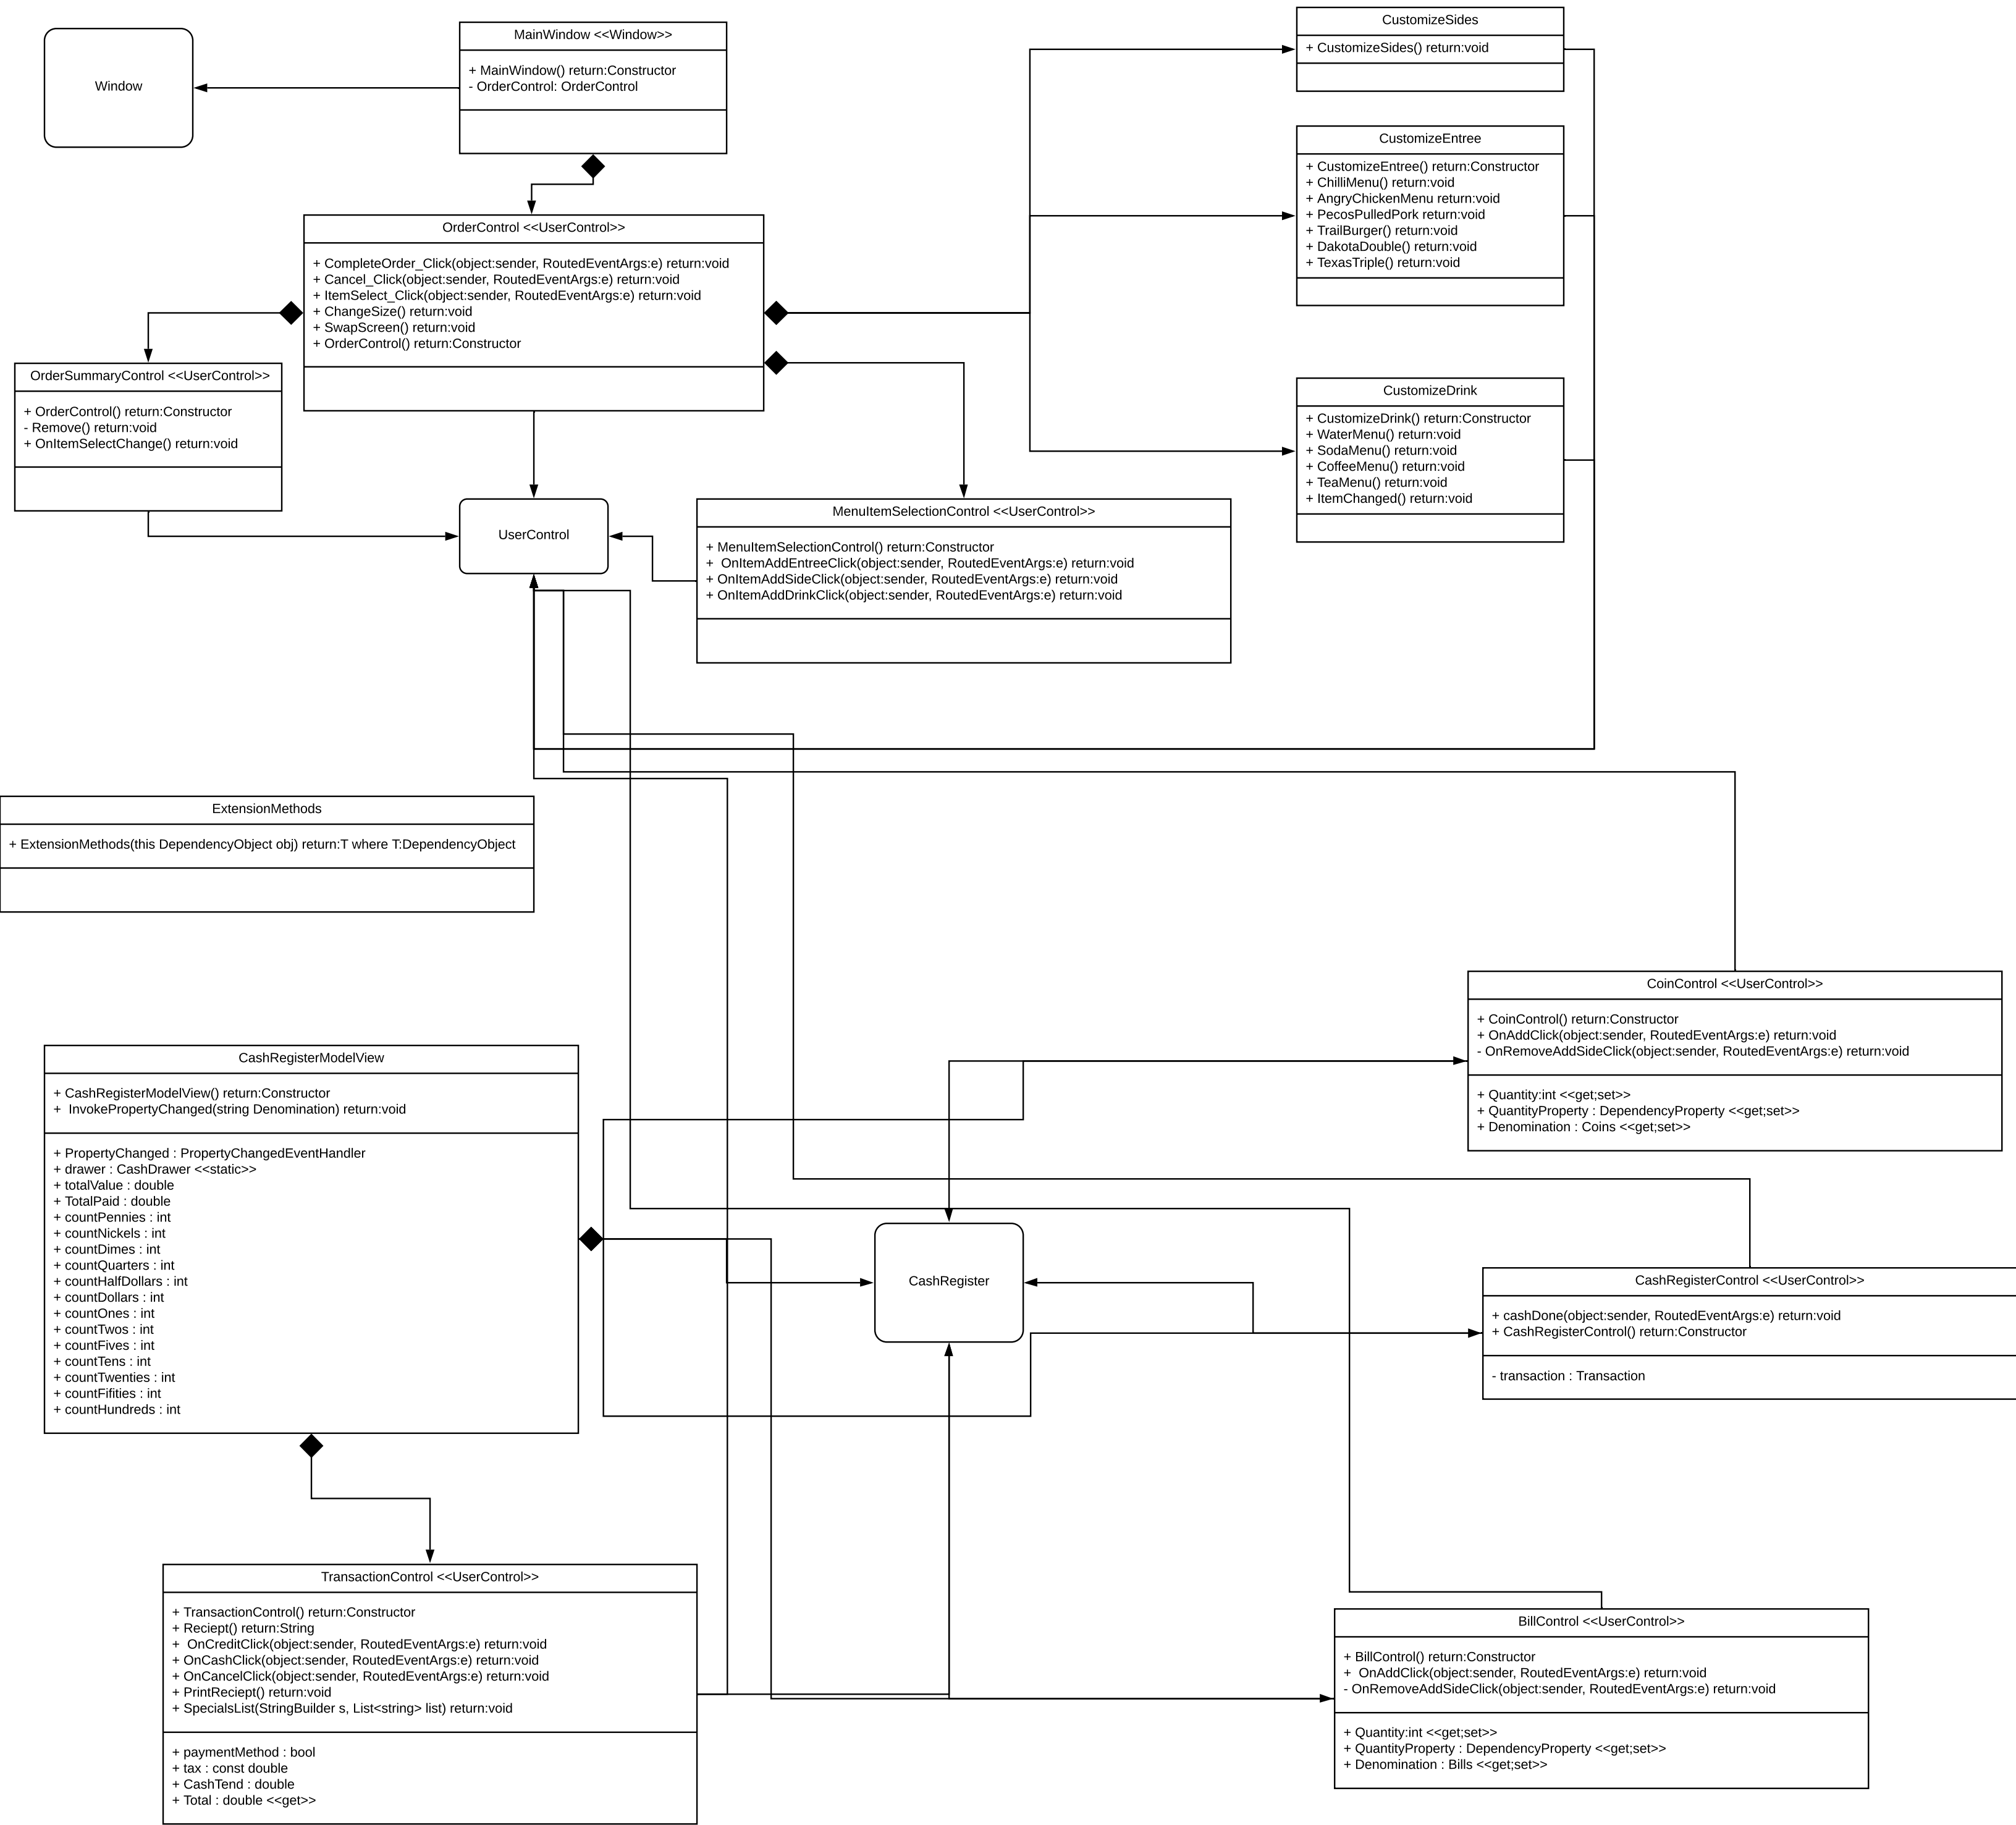 Window
MainWindow <<Window>>
+ MainWindow() return:Constructor
- OrderControl: OrderControl
CustomizeSides
+ CustomizeSides() return:void
CustomizeEntree
+ CustomizeEntree() return:Constructor
+ ChilliMenu() return:void
+ AngryChickenMenu return:void
+ PecosPulledPork return:void
+ TrailBurger() return:void
+ DakotaDouble() return:void
+ TexasTriple() return:void
OrderControl <<UserControl>>
+ CompleteOrder_Click(object:sender, RoutedEventArgs:e) return:void
+ Cancel_Click(object:sender, RoutedEventArgs:e) return:void
+ ItemSelect_Click(object:sender, RoutedEventArgs:e) return:void
+ ChangeSize() return:void
+ SwapScreen() return:void
+ OrderControl() return:Constructor
OrderSummaryControl <<UserControl>>
+ OrderControl() return:Constructor
- Remove() return:void
+ OnItemSelectChange() return:void
CustomizeDrink
+ CustomizeDrink() return:Constructor
+ WaterMenu() return:void
+ SodaMenu() return:void
+ CoffeeMenu() return:void
+ TeaMenu() return:void
+ ItemChanged() return:void
UserControl
MenuItemSelectionControl <<UserControl>>
+ MenuItemSelectionControl() return:Constructor
+  OnItemAddEntreeClick(object:sender, RoutedEventArgs:e) return:void
+ OnItemAddSideClick(object:sender, RoutedEventArgs:e) return:void
+ OnItemAddDrinkClick(object:sender, RoutedEventArgs:e) return:void
ExtensionMethods
+ ExtensionMethods(this DependencyObject obj) return:T where T:DependencyObject
CoinControl <<UserControl>>
+ CoinControl() return:Constructor
+ OnAddClick(object:sender, RoutedEventArgs:e) return:void
- OnRemoveAddSideClick(object:sender, RoutedEventArgs:e) return:void
+ Quantity:int <<get;set>>
+ QuantityProperty : DependencyProperty <<get;set>>
+ Denomination : Coins <<get;set>>
CashRegisterModelView
+ CashRegisterModelView() return:Constructor
+  InvokePropertyChanged(string Denomination) return:void
+ PropertyChanged : PropertyChangedEventHandler
+ drawer : CashDrawer <<static>>
+ totalValue : double
+ TotalPaid : double
+ countPennies : int
+ countNickels : int
+ countDimes : int
+ countQuarters : int
+ countHalfDollars : int
+ countDollars : int
+ countOnes : int
+ countTwos : int
+ countFives : int
+ countTens : int
+ countTwenties : int
+ countFifities : int
+ countHundreds : int
CashRegister
CashRegisterControl <<UserControl>>
+ cashDone(object:sender, RoutedEventArgs:e) return:void
+ CashRegisterControl() return:Constructor
- transaction : Transaction
TransactionControl <<UserControl>>
+ TransactionControl() return:Constructor
+ Reciept() return:String
+  OnCreditClick(object:sender, RoutedEventArgs:e) return:void
+ OnCashClick(object:sender, RoutedEventArgs:e) return:void
+ OnCancelClick(object:sender, RoutedEventArgs:e) return:void
+ PrintReciept() return:void
+ SpecialsList(StringBuilder s, List<string> list) return:void
+ paymentMethod : bool
+ tax : const double
+ CashTend : double
+ Total : double <<get>>
BillControl <<UserControl>>
+ BillControl() return:Constructor
+  OnAddClick(object:sender, RoutedEventArgs:e) return:void
- OnRemoveAddSideClick(object:sender, RoutedEventArgs:e) return:void
+ Quantity:int <<get;set>>
+ QuantityProperty : DependencyProperty <<get;set>>
+ Denomination : Bills <<get;set>>